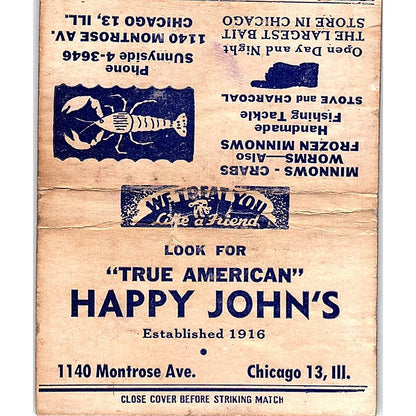 MINNOWS - CRABS
WORMS—Also
FROZEN MINNOWS
Handmade
Fishing Tackle
STOVE and CHARCOAL
Open Day and Night
THE LARGEST BAIT
STORE IN CHICAGO
Phone
Sunnyside 4-3646
1140 MONTROSE AV.
CHICAGO 13, ILL.
WE TREAT YOU
Like a Friend
LOOK FOR
"TRUE AMERICAN"
HAPPY JOHN'S
Established 1916
•
1140 Montrose Ave. Chicago 13, Ill.
CLOSE COVER BEFORE STRIKING MATCH